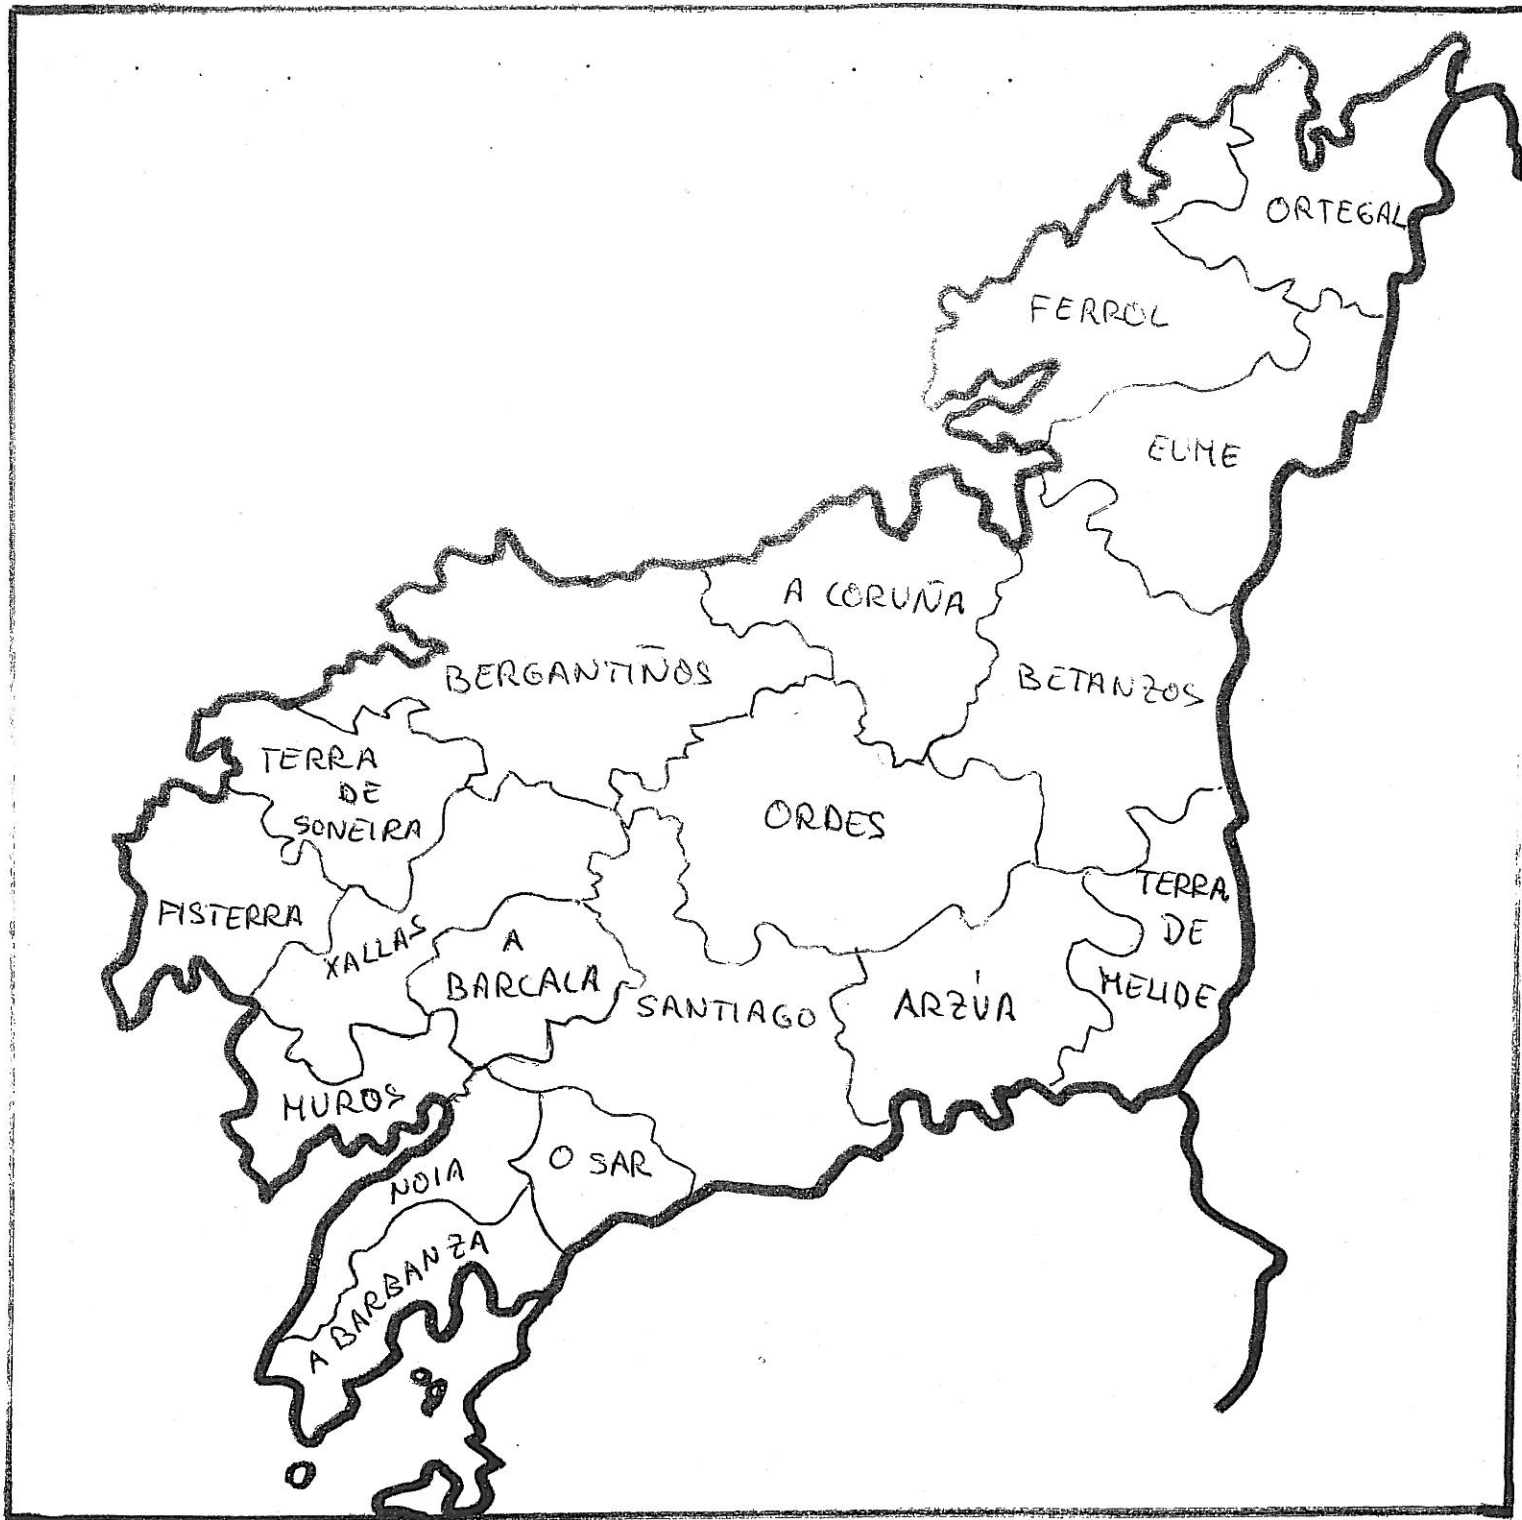 ORTEGAL
FERROL
EUME
A CORUÑA
BERGANTIÑOS
BETANZOS
TERRA
DE
SONEIRA
ORDES
FISTERRA
XALLAS
A
BARCALA
SANTIAGO
ARZÚA
TERRA
DE
MELIDE
MUROS
NOIA
O SAR
A BARBANZA